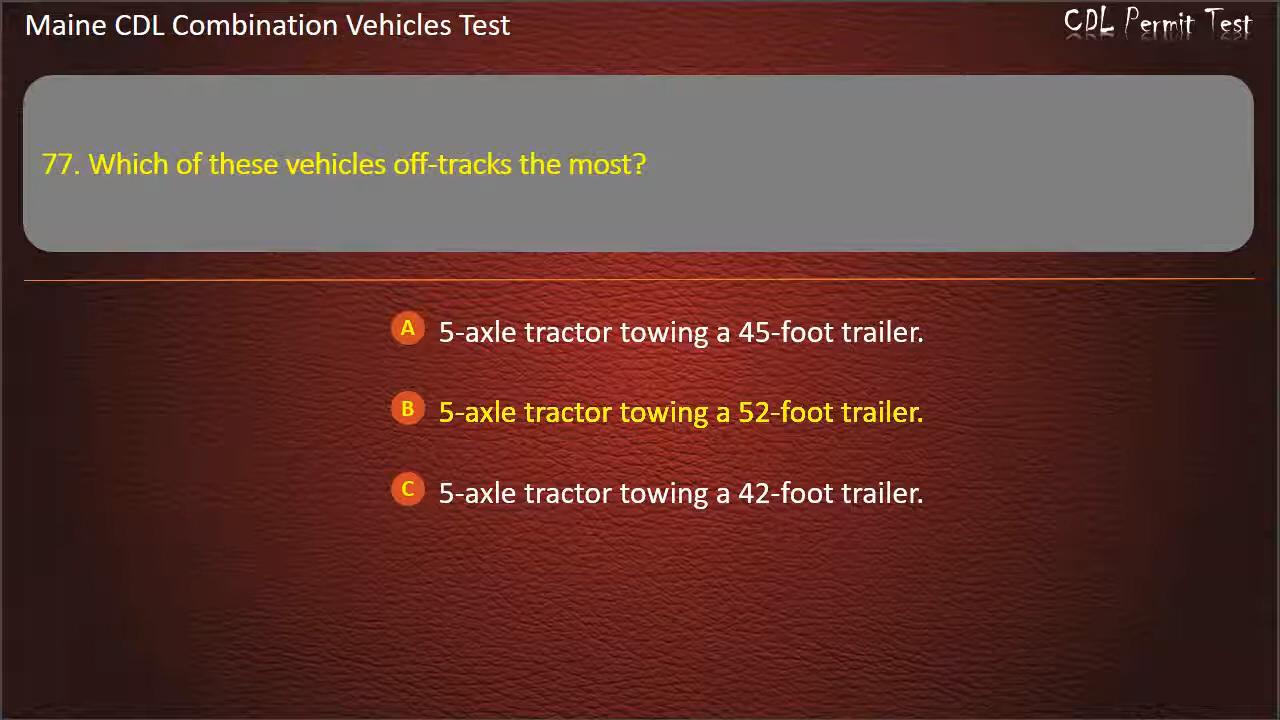 Maine CDL Combination Vehicles Test
CDL Permit Test
77. Which of these vehicles off-tracks the most?
A 5-axle tractor towing a 45-foot trailer.
B 5-axle tractor towing a 52-foot trailer.
C 5-axle tractor towing a 42-foot trailer.